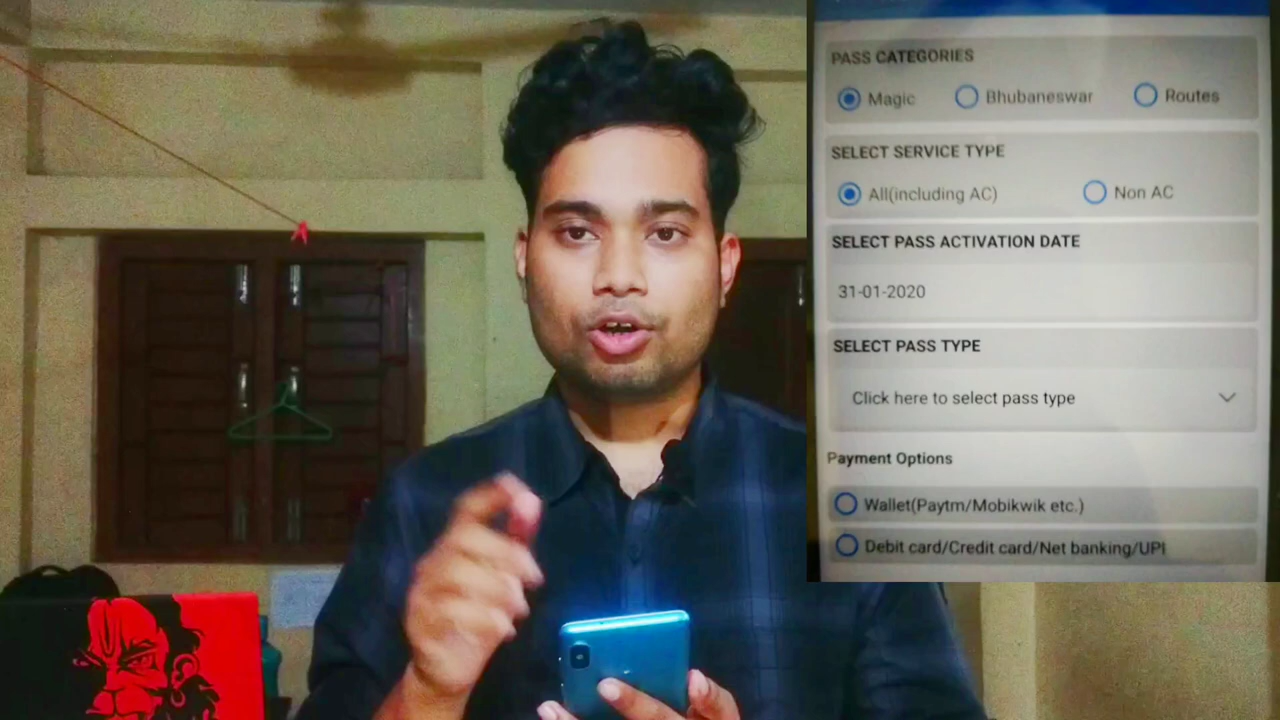 PASS CATEGORIES
Magic Bhubaneswar Routes
SELECT SERVICE TYPE
All(including AC) Non AC
SELECT PASS ACTIVATION DATE
31-01-2020
SELECT PASS TYPE
Click here to select pass type
Payment Options
Wallet(Paytm/Mobikwik etc.)
Debit card/Credit card/Net banking/UPI